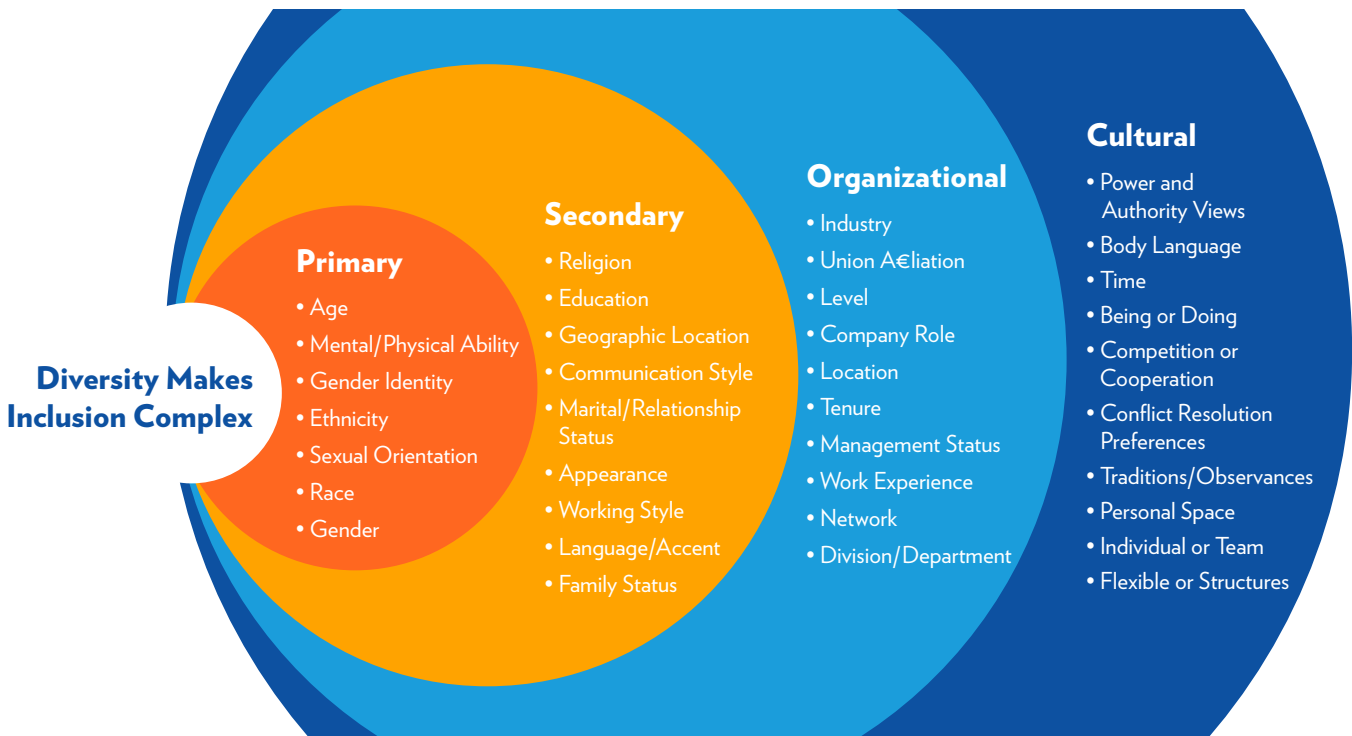 Diversity Makes
Inclusion Complex
Primary
• Age
• Mental/Physical Ability
• Gender Identity
• Ethnicity
• Sexual Orientation
• Race
• Gender
Secondary
• Religion
• Education
• Geographic Location
• Communication Style
• Marital/Relationship
Status
• Appearance
• Working Style
• Language/Accent
• Family Status
Organizational
• Industry
• Union A€liation
• Level
• Company Role
• Location
• Tenure
• Management Status
• Work Experience
• Network
• Division/Department
Cultural
• Power and
Authority Views
• Body Language
• Time
• Being or Doing
• Competition or
Cooperation
• Conflict Resolution
Preferences
• Traditions/Observances
• Personal Space
• Individual or Team
• Flexible or Structures